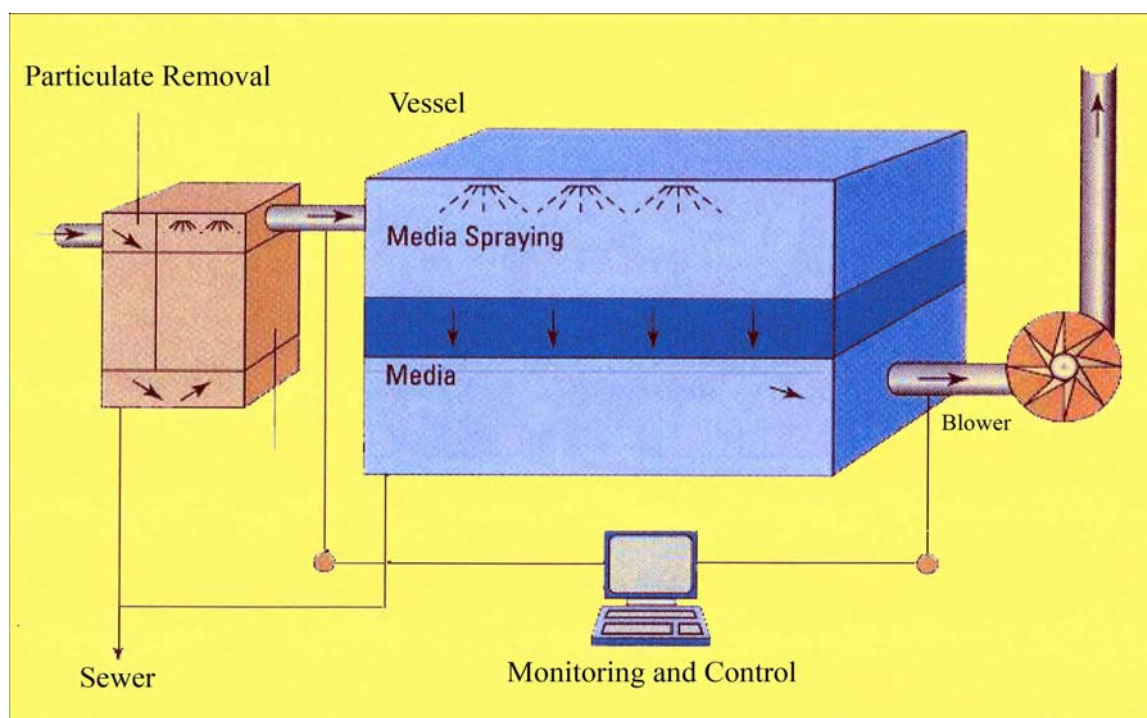 Particulate Removal
Vessel
Media Spraying
Media
Blower
Monitoring and Control
Sewer